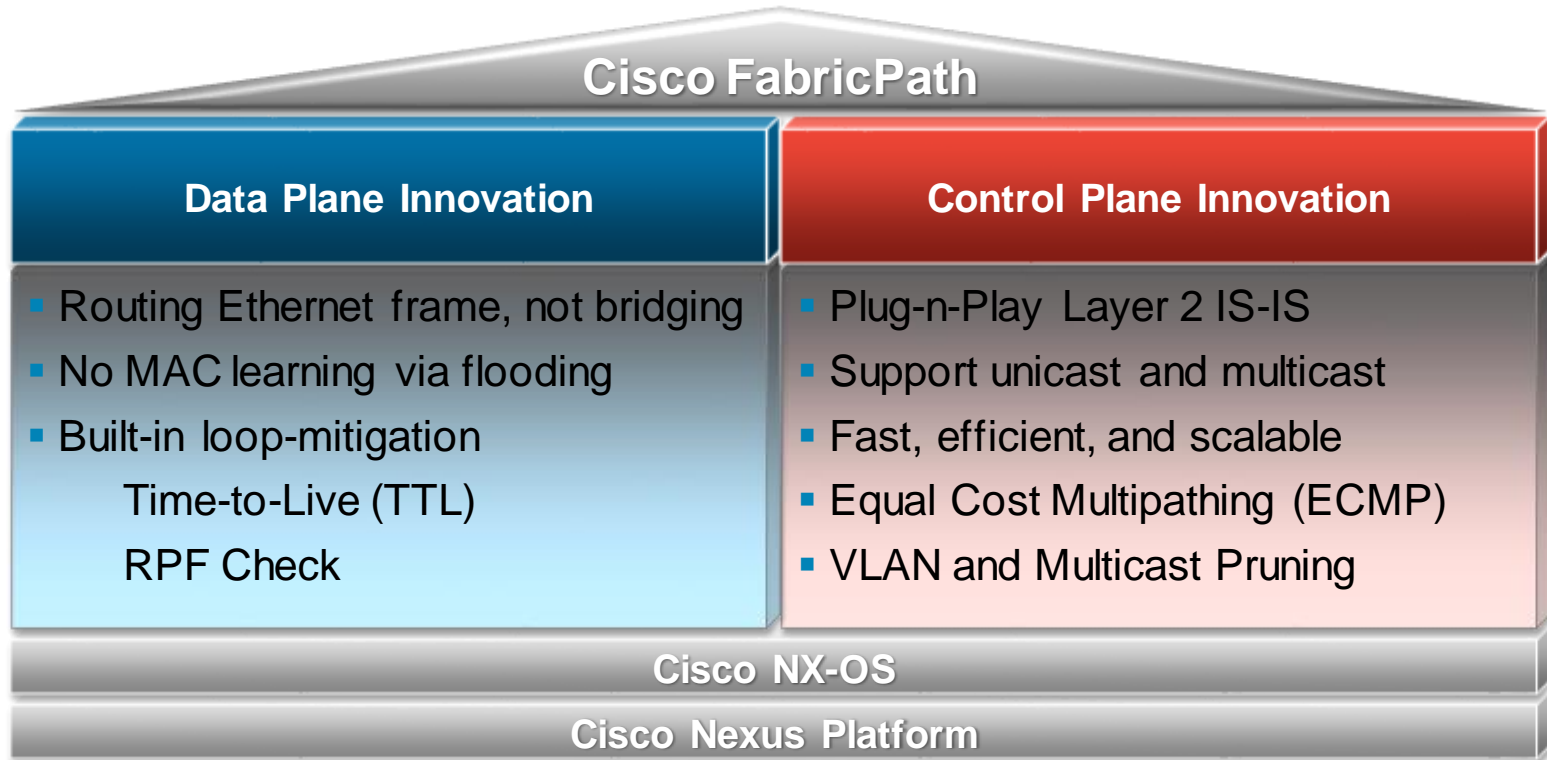 Cisco FabricPath
Data Plane Innovation
Routing Ethernet frame, not bridging
No MAC learning via flooding
Built-in loop-mitigation
Time-to-Live (TTL)
RPF Check
Control Plane Innovation
Plug-n-Play Layer 2 IS-IS
Support unicast and multicast
Fast, efficient, and scalable
Equal Cost Multipathing (ECMP)
VLAN and Multicast Pruning
Cisco NX-OS
Cisco Nexus Platform